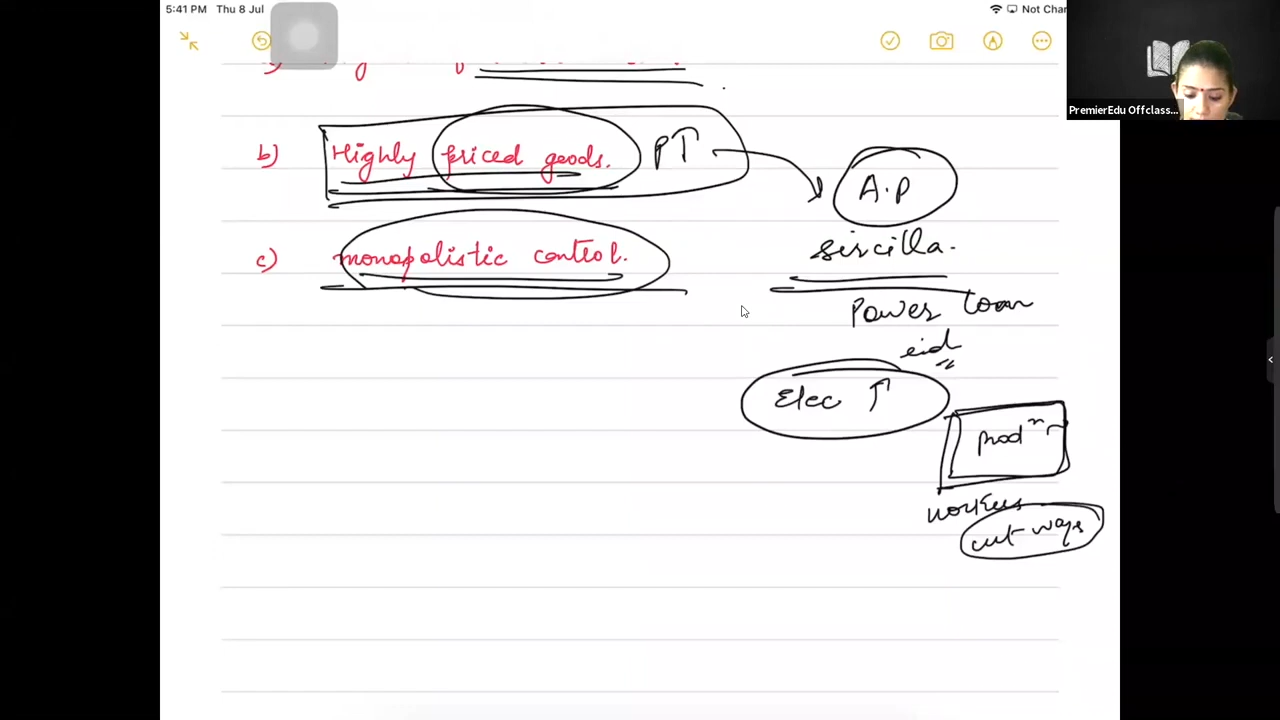 5:41 PM Thu 8 Jul
Not Char
PremierEdu Offclass...
b) Highly priced goods. P↑
A.P
sircilla.
c) monopolistic control.
Power loom
Elec ↑
prodⁿ
workers
cut wages